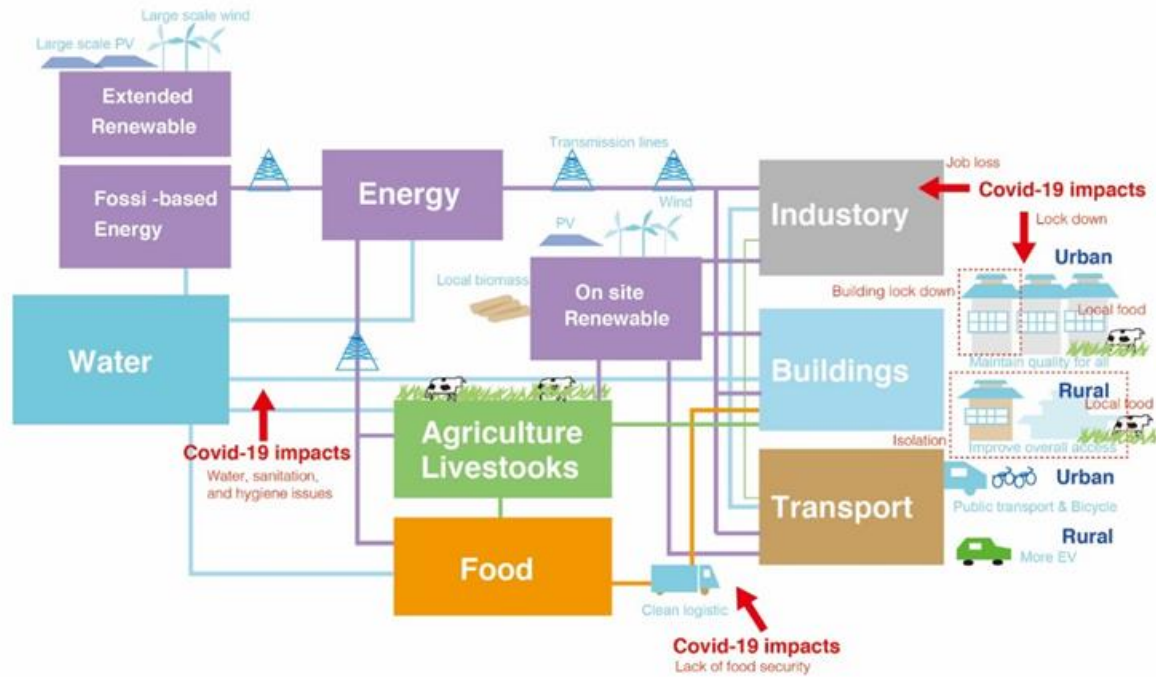 Large scale wind
Large scale PV
Extended
Renewable
Fossi -based
Energy
Energy
Transmission lines
Wind
PV
Local biomass
On site
Renewable
Water
Covid-19 impacts
Water, sanitation,
and hygiene issues
Agriculture
Livestooks
Food
Clean logistic
Covid-19 impacts
Lack of food security
Industory
Buildings
Transport
Job loss
Covid-19 impacts
Lock down
Urban
Building lock down
Local food
Maintain quality for all
Rural
Local food
Isolation
Improve overall access
Urban
Public transport & Bicycle
Rural
More EV